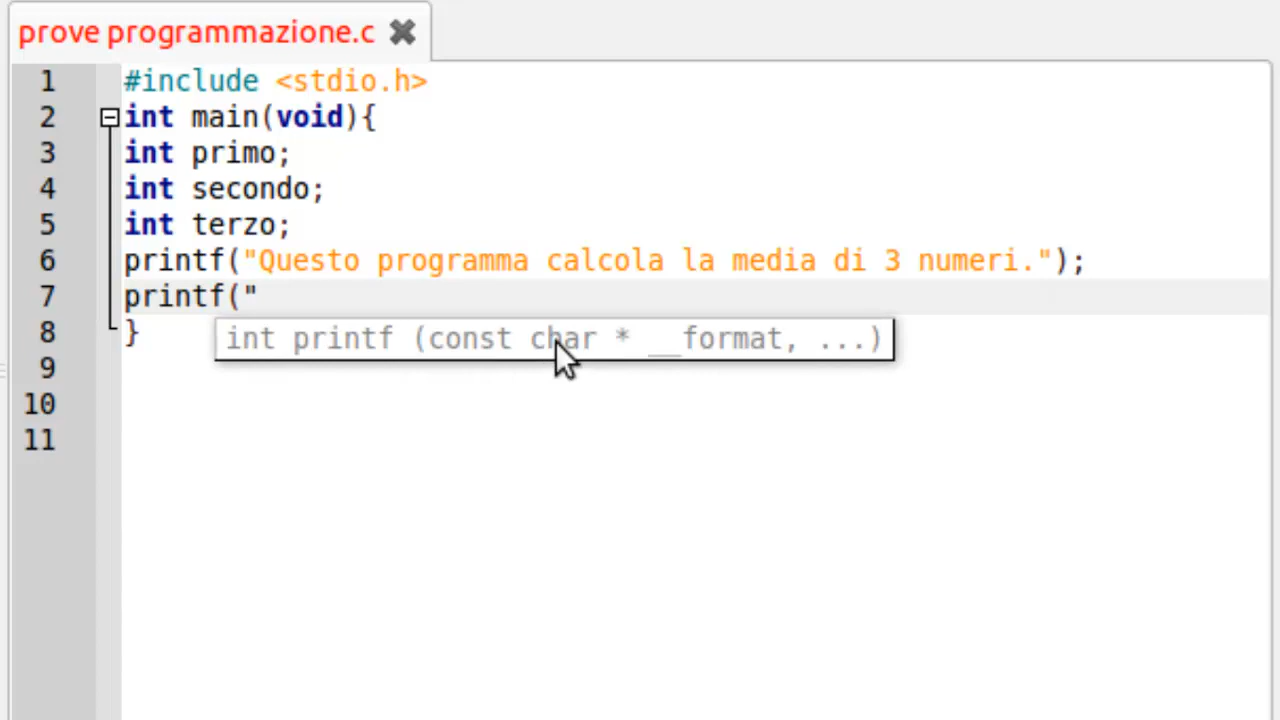 prove programmazione.c
1 #include <stdio.h>
2 int main(void){
3 int primo;
4 int secondo;
5 int terzo;
6 printf("Questo programma calcola la media di 3 numeri.");
7 printf("
8 }
int printf (const char * __format, ...)
9
10
11